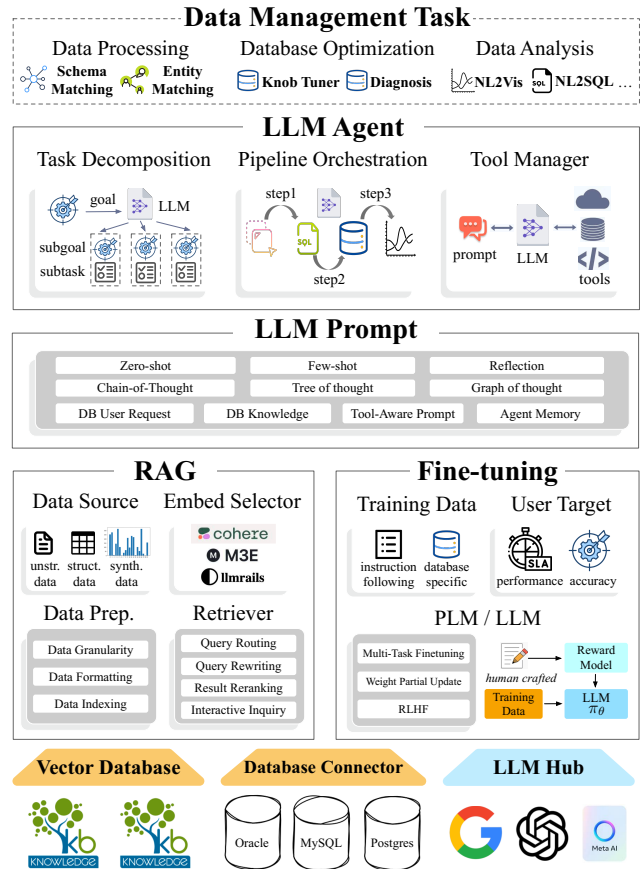 Data Management Task
Data Processing
Database Optimization
Data Analysis
Schema
Matching
Entity
Matching
Knob Tuner
Diagnosis
NL2Vis
SQL
NL2SQL ...
LLM Agent
Task Decomposition
Pipeline Orchestration
Tool Manager
goal
LLM
subgoal
subtask
step1
step3
SQL
step2
prompt
LLM
tools
LLM Prompt
Zero-shot
Few-shot
Reflection
Chain-of-Thought
Tree of thought
Graph of thought
DB User Request
DB Knowledge
Tool-Aware Prompt
Agent Memory
RAG
Data Source
Embed Selector
unstr.
data
struct.
data
synth.
data
cohere
M M3E
llmrails
Data Prep.
Retriever
Data Granularity
Data Formatting
Data Indexing
Query Routing
Query Rewriting
Result Reranking
Interactive Inquiry
Fine-tuning
Training Data
User Target
instruction
following
database
specific
SLA
performance
accuracy
PLM / LLM
Multi-Task Finetuning
Weight Partial Update
RLHF
human crafted
Reward
Model
Training
Data
LLM
πθ
Vector Database
Database Connector
LLM Hub
kb
KNOWLEDGE
kb
KNOWLEDGE
Oracle
MySQL
Postgres
G
Meta AI